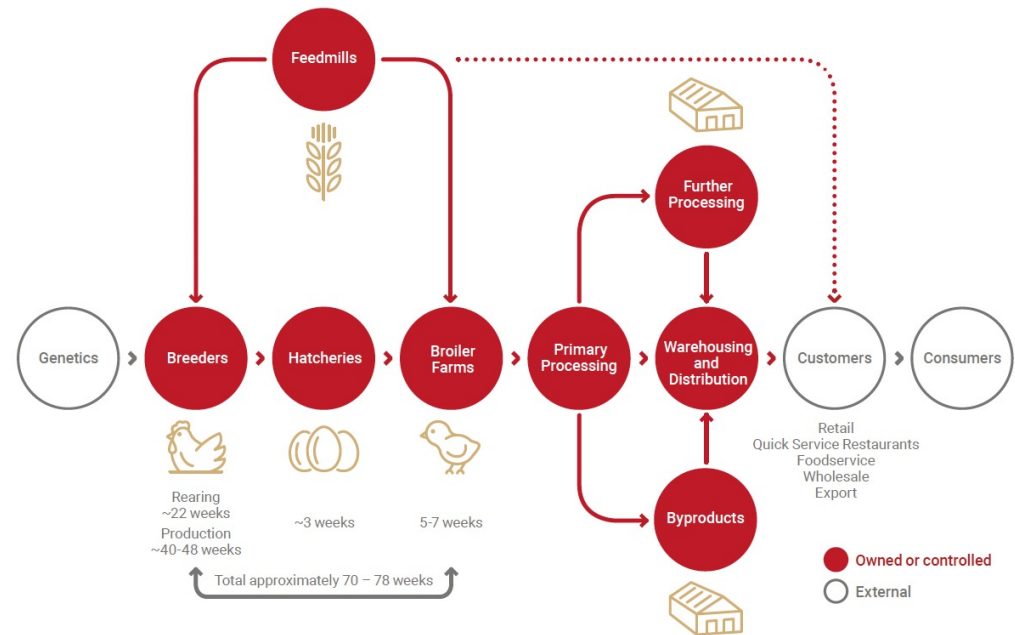 Feedmills
Further
Processing
Genetics
Breeders
Hatcheries
Broiler
Farms
Primary
Processing
Warehousing
and
Distribution
Customers
Consumers
Rearing
~22 weeks
Production
~40-48 weeks
~3 weeks
5-7 weeks
Total approximately 70 – 78 weeks
Retail
Quick Service Restaurants
Foodservice
Wholesale
Export
Byproducts
Owned or controlled
External